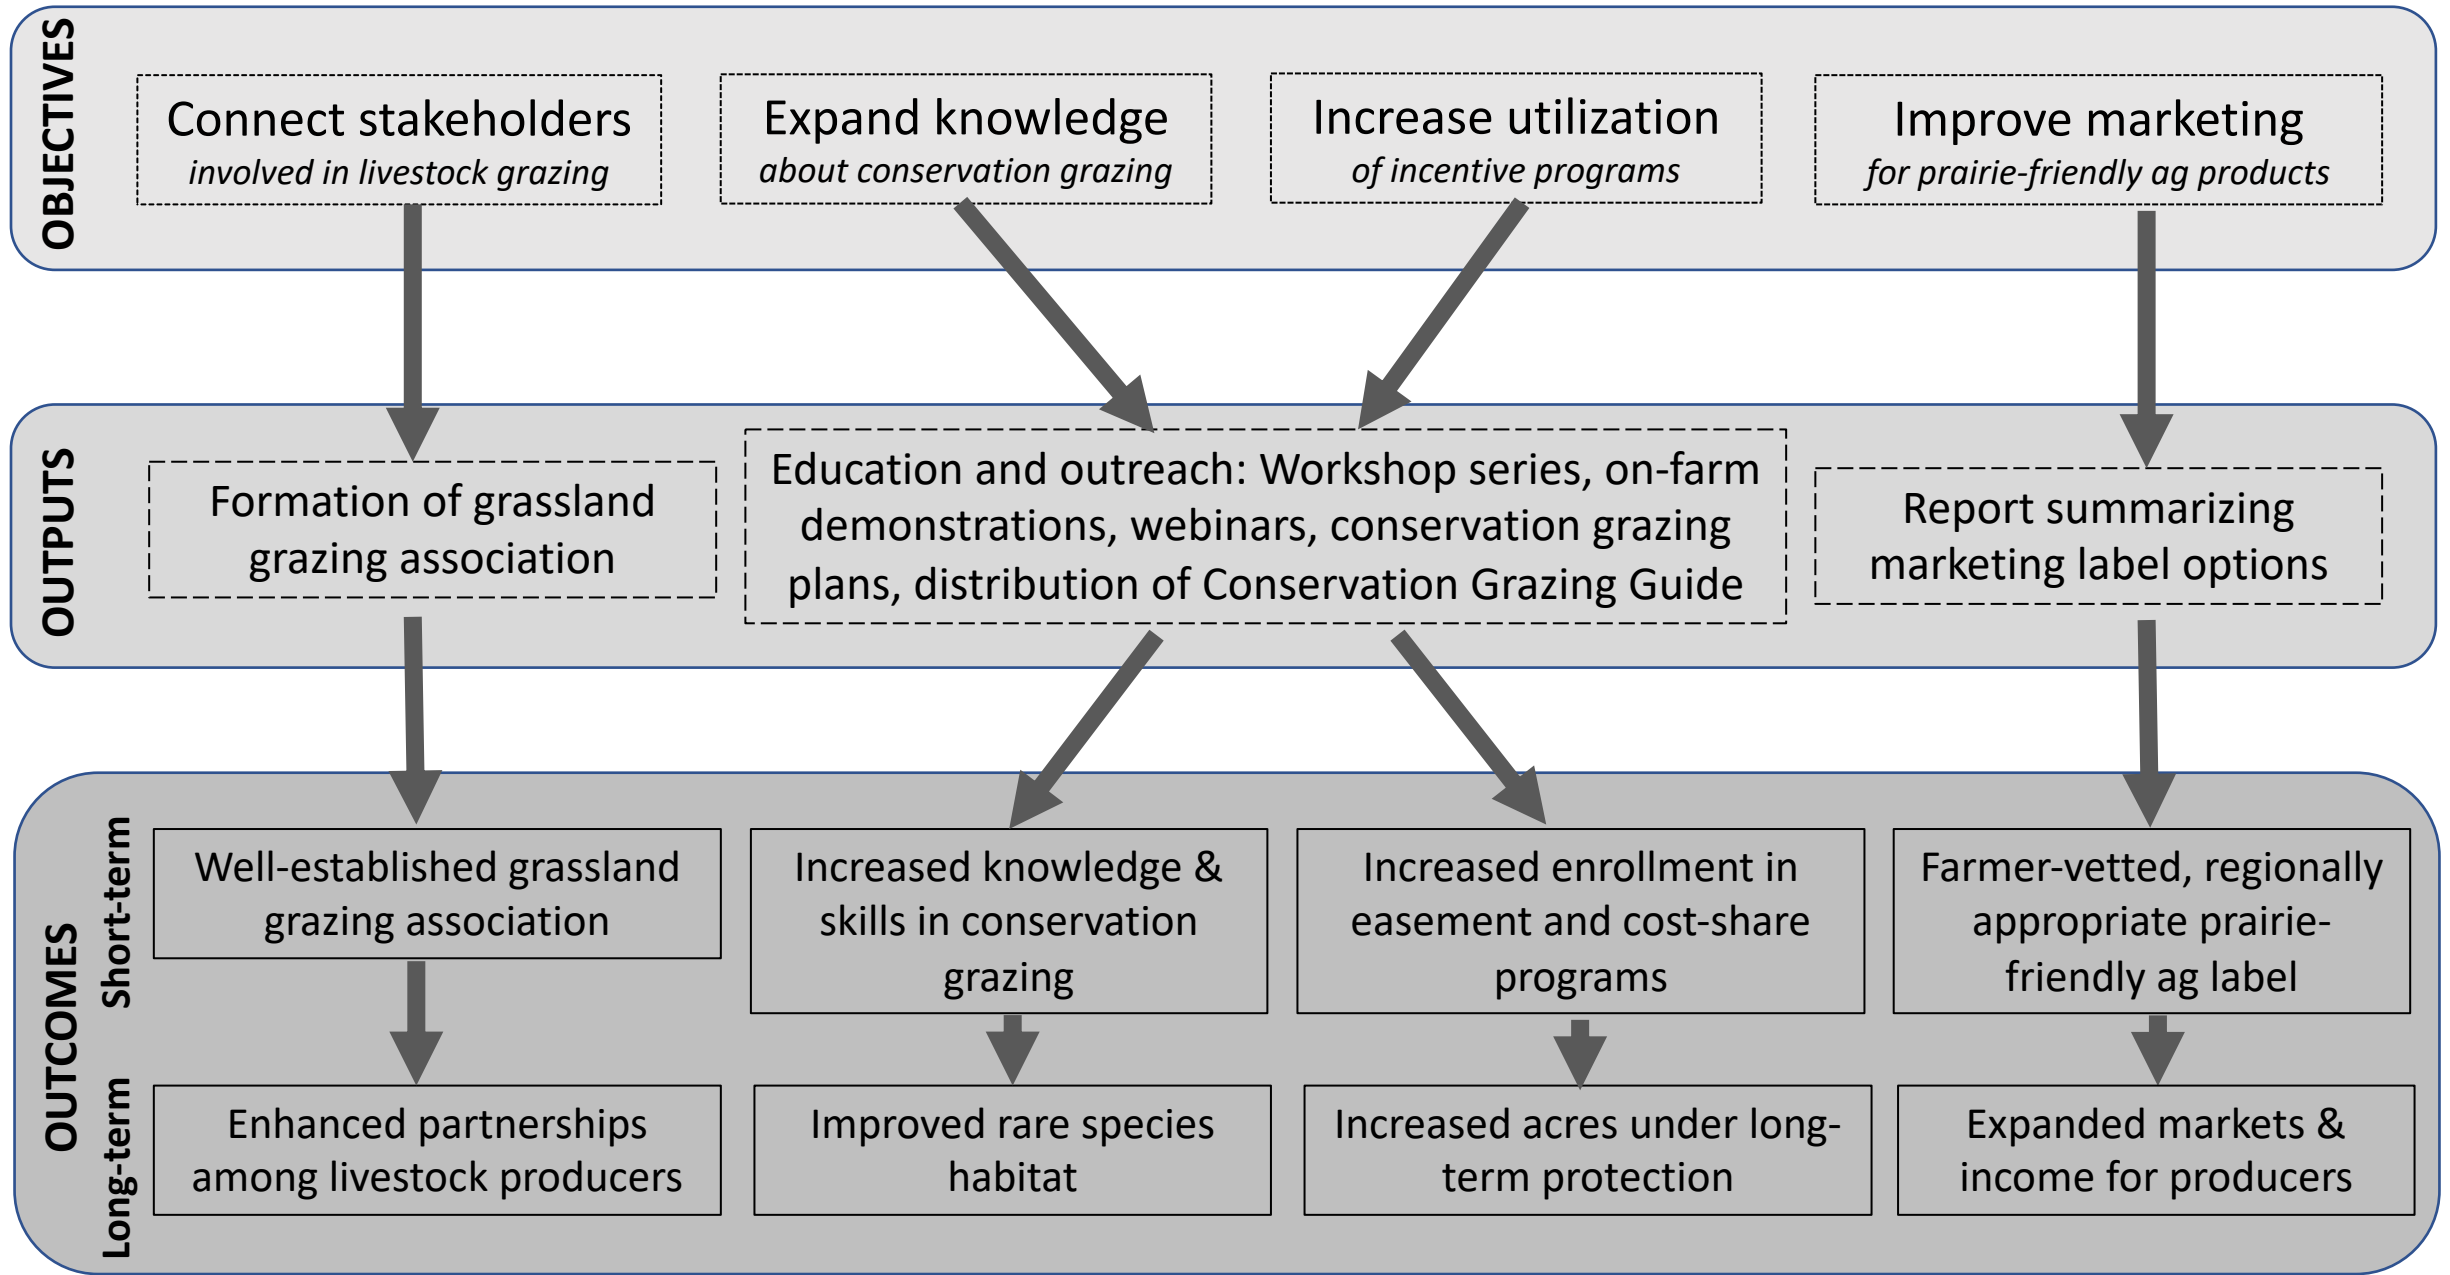 OBJECTIVES
Connect stakeholders
involved in livestock grazing
Expand knowledge
about conservation grazing
Increase utilization
of incentive programs
Improve marketing
for prairie-friendly ag products
OUTPUTS
Formation of grassland
grazing association
Education and outreach: Workshop series, on-farm
demonstrations, webinars, conservation grazing
plans, distribution of Conservation Grazing Guide
Report summarizing
marketing label options
OUTCOMES
Short-term
Well-established grassland
grazing association
Increased knowledge &
skills in conservation
grazing
Increased enrollment in
easement and cost-share
programs
Farmer-vetted, regionally
appropriate prairie-
friendly ag label
Long-term
Enhanced partnerships
among livestock producers
Improved rare species
habitat
Increased acres under long-
term protection
Expanded markets &
income for producers